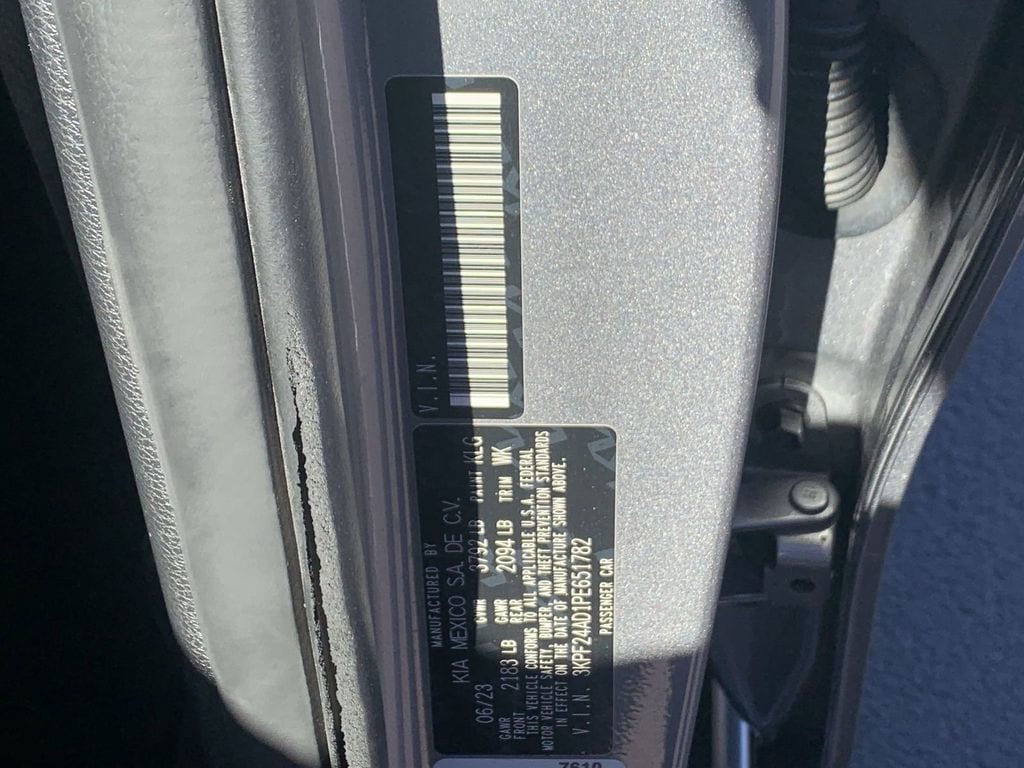 V.I.N.
MANUFACTURED BY
KIA MEXICO S.A. DE C.V.
06/23 GVWR 3792 LB PAINT KLG
GAWR FRONT 2183 LB GAWR REAR 2094 LB TRIM WK
THIS VEHICLE CONFORMS TO ALL APPLICABLE U.S.A. FEDERAL
MOTOR VEHICLE SAFETY, BUMPER, AND THEFT PREVENTION STANDARDS
IN EFFECT ON THE DATE OF MANUFACTURE SHOWN ABOVE.
V.I.N. 3KPF24AD1PE651782
PASSENGER CAR